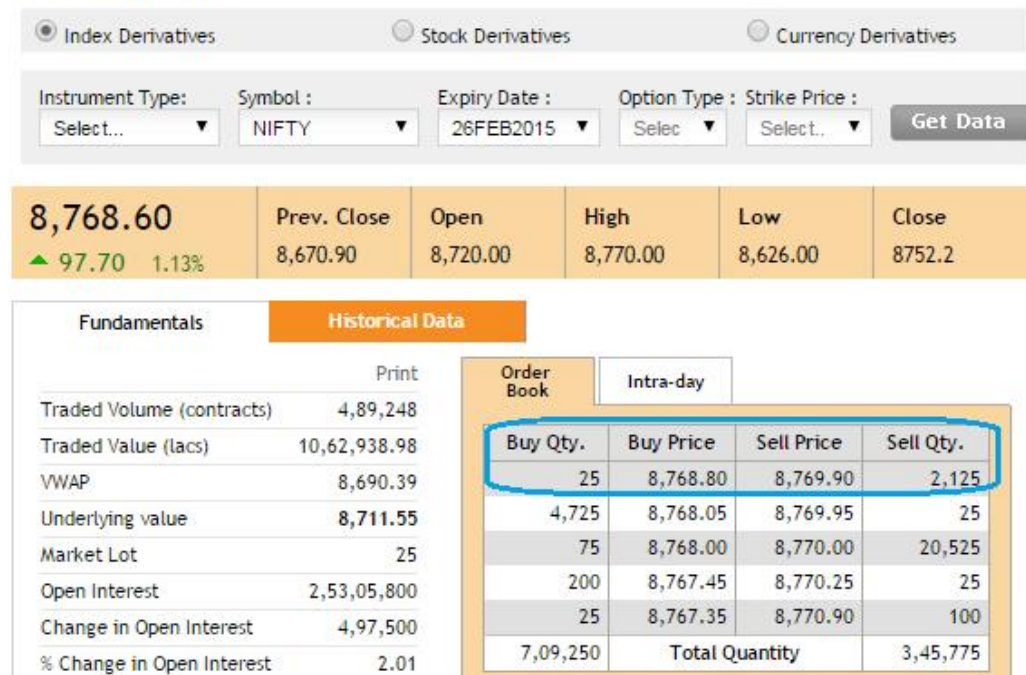 Index Derivatives Stock Derivatives Currency Derivatives
Instrument Type: Symbol : Expiry Date : Option Type : Strike Price :
Select... NIFTY 26FEB2015 Selec Select.. Get Data
8,768.60 Prev. Close Open High Low Close
97.70 1.13% 8,670.90 8,720.00 8,770.00 8,626.00 8752.2
Fundamentals Historical Data
Print
Traded Volume (contracts) 4,89,248
Traded Value (lacs) 10,62,938.98
VWAP 8,690.39
Underlying value 8,711.55
Market Lot 25
Open Interest 2,53,05,800
Change in Open Interest 4,97,500
% Change in Open Interest 2.01
Order Book Intra-day
Buy Qty. Buy Price Sell Price Sell Qty.
25 8,768.80 8,769.90 2,125
4,725 8,768.05 8,769.95 25
75 8,768.00 8,770.00 20,525
200 8,767.45 8,770.25 25
25 8,767.35 8,770.90 100
7,09,250 Total Quantity 3,45,775